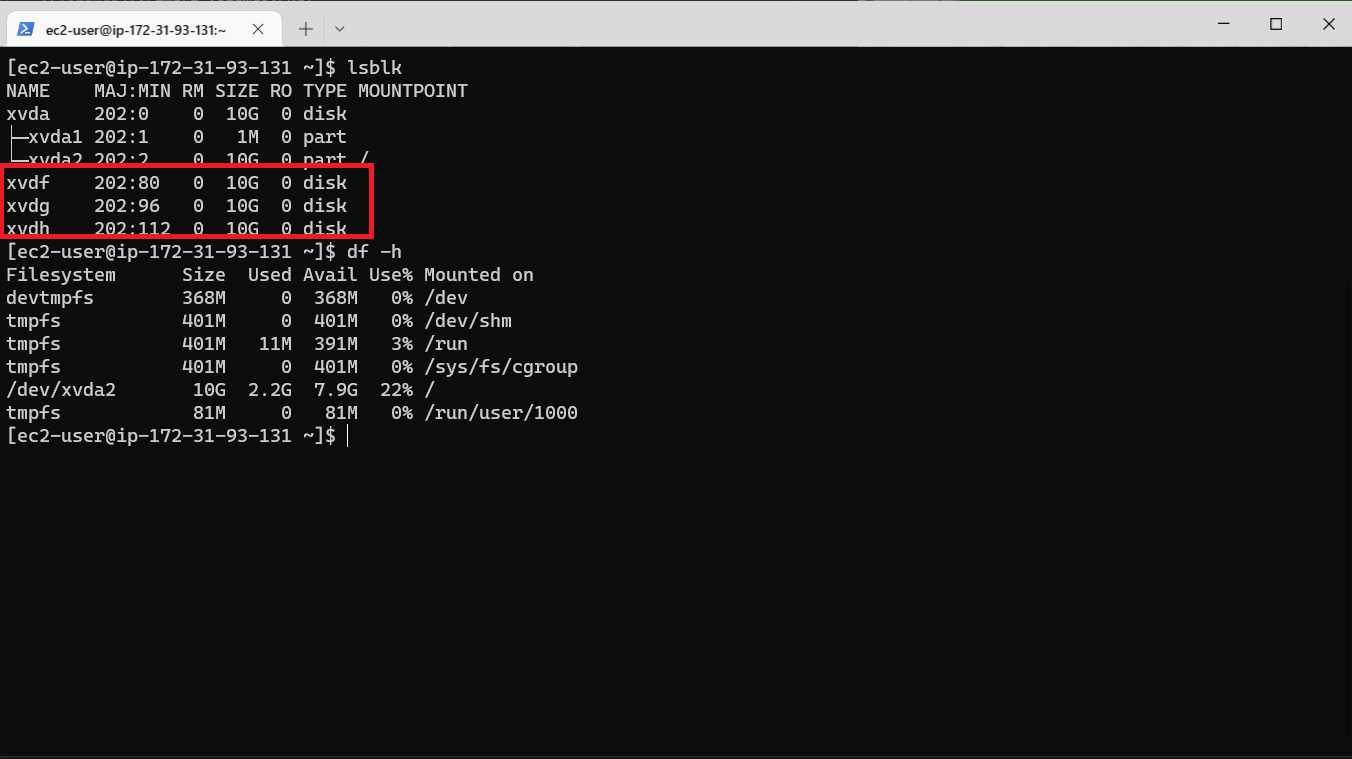 ec2-user@ip-172-31-93-131:~
[ec2-user@ip-172-31-93-131 ~]$ lsblk
NAME    MAJ:MIN RM SIZE RO TYPE MOUNTPOINT
xvda    202:0    0  10G  0 disk
├─xvda1 202:1    0   1M  0 part
└─xvda2 202:2    0  10G  0 part /
xvdf    202:80   0  10G  0 disk
xvdg    202:96   0  10G  0 disk
xvdh    202:112  0  10G  0 disk
[ec2-user@ip-172-31-93-131 ~]$ df -h
Filesystem      Size  Used Avail Use% Mounted on
devtmpfs        368M     0  368M   0% /dev
tmpfs           401M     0  401M   0% /dev/shm
tmpfs           401M   11M  391M   3% /run
tmpfs           401M     0  401M   0% /sys/fs/cgroup
/dev/xvda2       10G  2.2G  7.9G  22% /
tmpfs            81M     0   81M   0% /run/user/1000
[ec2-user@ip-172-31-93-131 ~]$